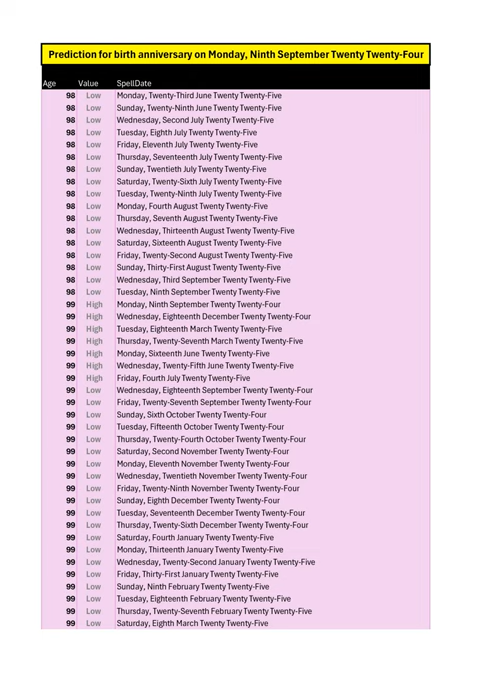 Prediction for birth anniversary on Monday, Ninth September Twenty Twenty-Four
Age Value SpellDate
98 Low Monday, Twenty-Third June Twenty Twenty-Five
98 Low Sunday, Twenty-Ninth June Twenty Twenty-Five
98 Low Wednesday, Second July Twenty Twenty-Five
98 Low Tuesday, Eighth July Twenty Twenty-Five
98 Low Friday, Eleventh July Twenty Twenty-Five
98 Low Thursday, Seventeenth July Twenty Twenty-Five
98 Low Sunday, Twentieth July Twenty Twenty-Five
98 Low Saturday, Twenty-Sixth July Twenty Twenty-Five
98 Low Tuesday, Twenty-Ninth July Twenty Twenty-Five
98 Low Monday, Fourth August Twenty Twenty-Five
98 Low Thursday, Seventh August Twenty Twenty-Five
98 Low Wednesday, Thirteenth August Twenty Twenty-Five
98 Low Saturday, Sixteenth August Twenty Twenty-Five
98 Low Friday, Twenty-Second August Twenty Twenty-Five
98 Low Sunday, Thirty-First August Twenty Twenty-Five
98 Low Wednesday, Third September Twenty Twenty-Five
98 Low Tuesday, Ninth September Twenty Twenty-Five
99 High Monday, Ninth September Twenty Twenty-Four
99 High Wednesday, Eighteenth December Twenty Twenty-Four
99 High Tuesday, Eighteenth March Twenty Twenty-Five
99 High Thursday, Twenty-Seventh March Twenty Twenty-Five
99 High Monday, Sixteenth June Twenty Twenty-Five
99 High Wednesday, Twenty-Fifth June Twenty Twenty-Five
99 High Friday, Fourth July Twenty Twenty-Five
99 Low Wednesday, Eighteenth September Twenty Twenty-Four
99 Low Friday, Twenty-Seventh September Twenty Twenty-Four
99 Low Sunday, Sixth October Twenty Twenty-Four
99 Low Tuesday, Fifteenth October Twenty Twenty-Four
99 Low Thursday, Twenty-Fourth October Twenty Twenty-Four
99 Low Saturday, Second November Twenty Twenty-Four
99 Low Monday, Eleventh November Twenty Twenty-Four
99 Low Wednesday, Twentieth November Twenty Twenty-Four
99 Low Friday, Twenty-Ninth November Twenty Twenty-Four
99 Low Sunday, Eighth December Twenty Twenty-Four
99 Low Tuesday, Seventeenth December Twenty Twenty-Four
99 Low Thursday, Twenty-Sixth December Twenty Twenty-Four
99 Low Saturday, Fourth January Twenty Twenty-Five
99 Low Monday, Thirteenth January Twenty Twenty-Five
99 Low Wednesday, Twenty-Second January Twenty Twenty-Five
99 Low Friday, Thirty-First January Twenty Twenty-Five
99 Low Sunday, Ninth February Twenty Twenty-Five
99 Low Tuesday, Eighteenth February Twenty Twenty-Five
99 Low Thursday, Twenty-Seventh February Twenty Twenty-Five
99 Low Saturday, Eighth March Twenty Twenty-Five